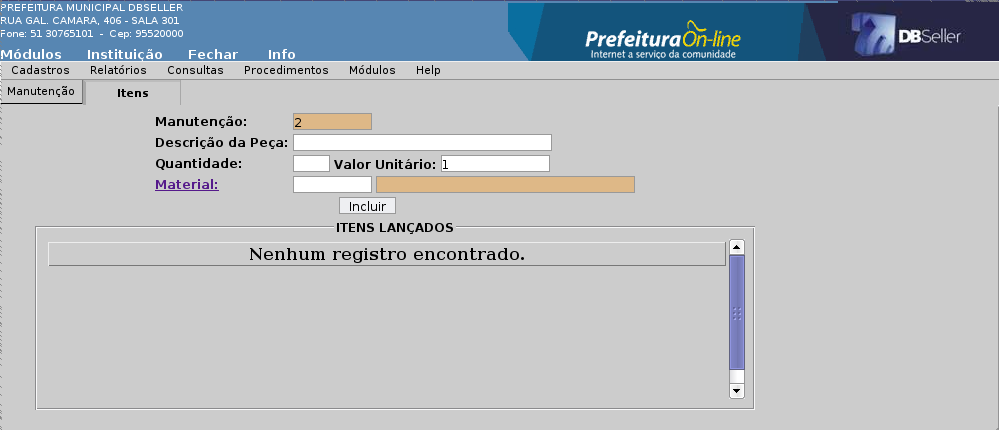 PREFEITURA MUNICIPAL DBSELLER
RUA GAL. CAMARA, 406 - SALA 301
Fone: 51 30765101 - Cep: 95520000
PrefeituraOn-line
Internet a serviço da comunidade
DBSeller
Módulos Instituição Fechar Info
Cadastros Relatórios Consultas Procedimentos Módulos Help
Manutenção Itens
Manutenção: 2
Descrição da Peça:
Quantidade: Valor Unitário: 1
Material:
Incluir
ITENS LANÇADOS
Nenhum registro encontrado.